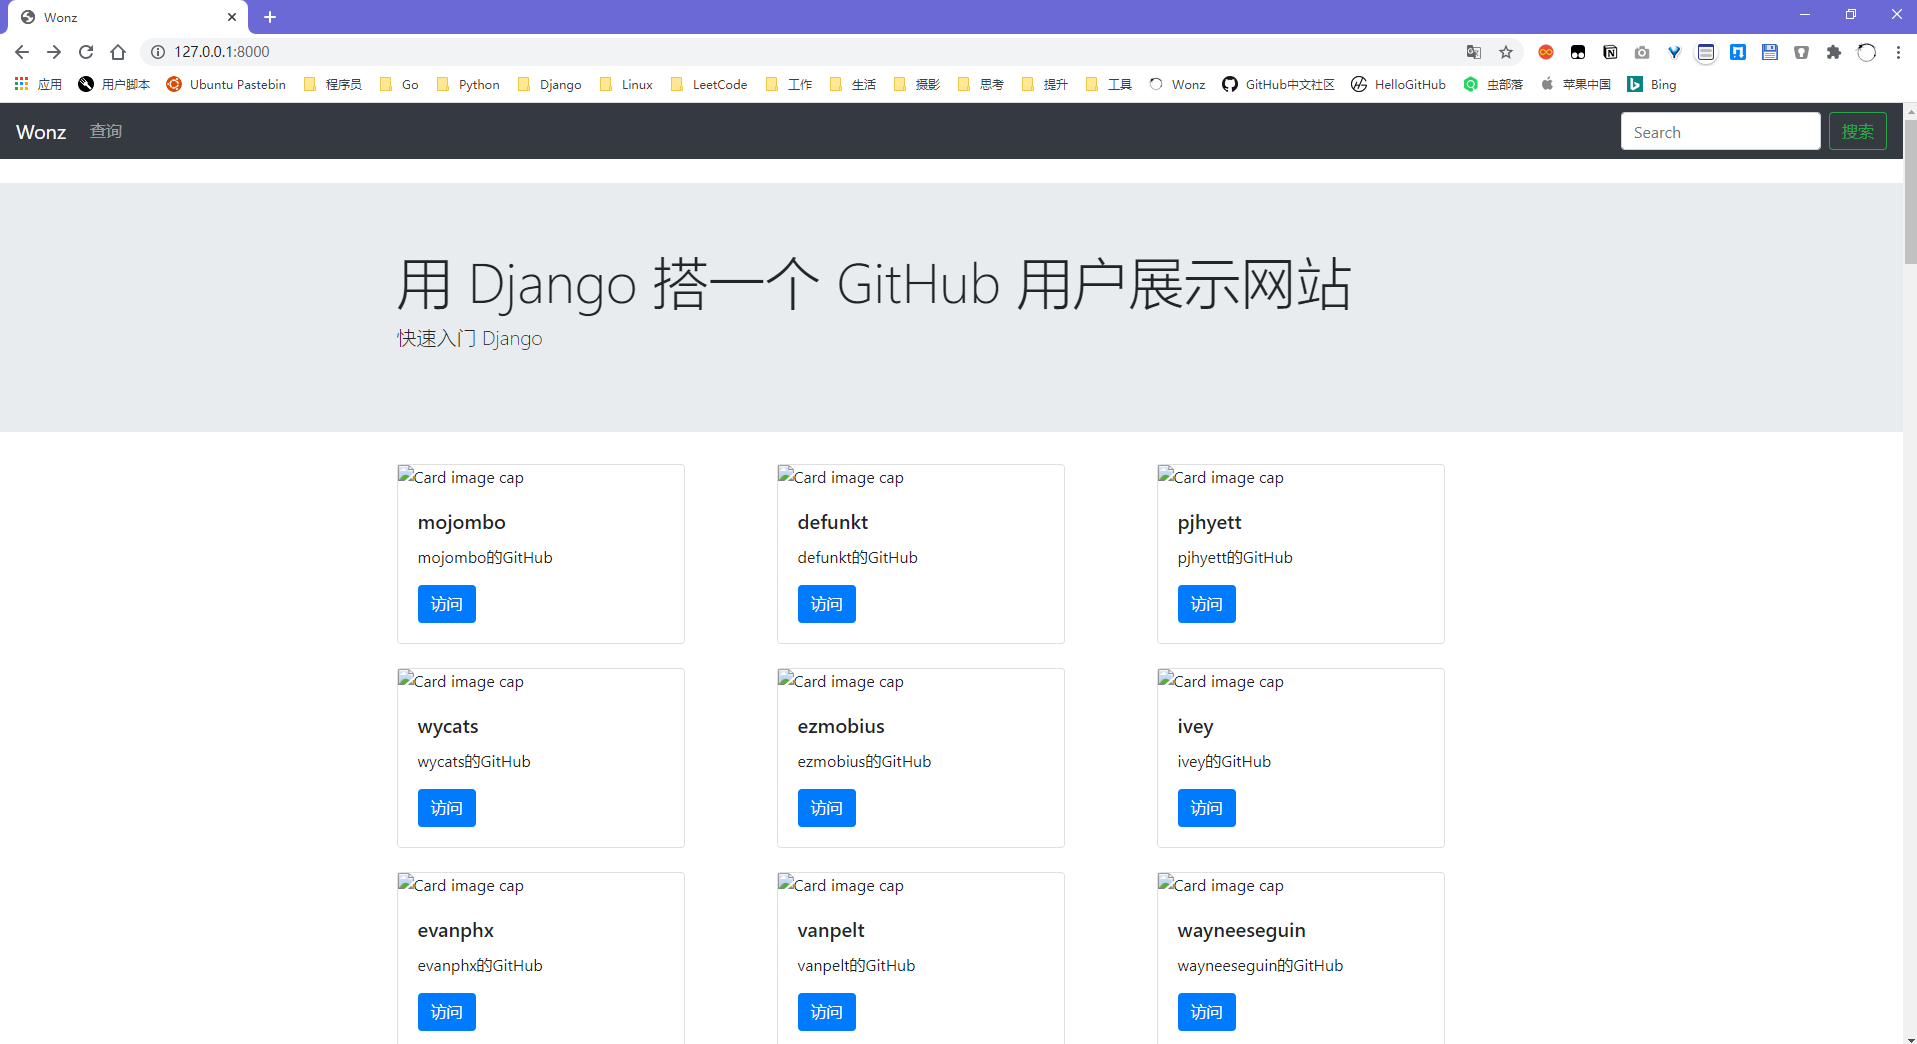 Wonz
127.0.0.1:8000
应用 用户脚本 Ubuntu Pastebin 程序员 Go Python Django Linux LeetCode 工作 生活 摄影 思考 提升 工具 Wonz GitHub中文社区 HelloGitHub 虫部落 苹果中国 Bing
Wonz 查询 Search 搜索
用 Django 搭一个 GitHub 用户展示网站
快速入门 Django
Card image cap Card image cap Card image cap
mojombo defunkt pjhyett
mojombo的GitHub defunkt的GitHub pjhyett的GitHub
访问 访问 访问
Card image cap Card image cap Card image cap
wycats ezmobius ivey
wycats的GitHub ezmobius的GitHub ivey的GitHub
访问 访问 访问
Card image cap Card image cap Card image cap
evanphx vanpelt wayneeseguin
evanphx的GitHub vanpelt的GitHub wayneeseguin的GitHub
访问 访问 访问